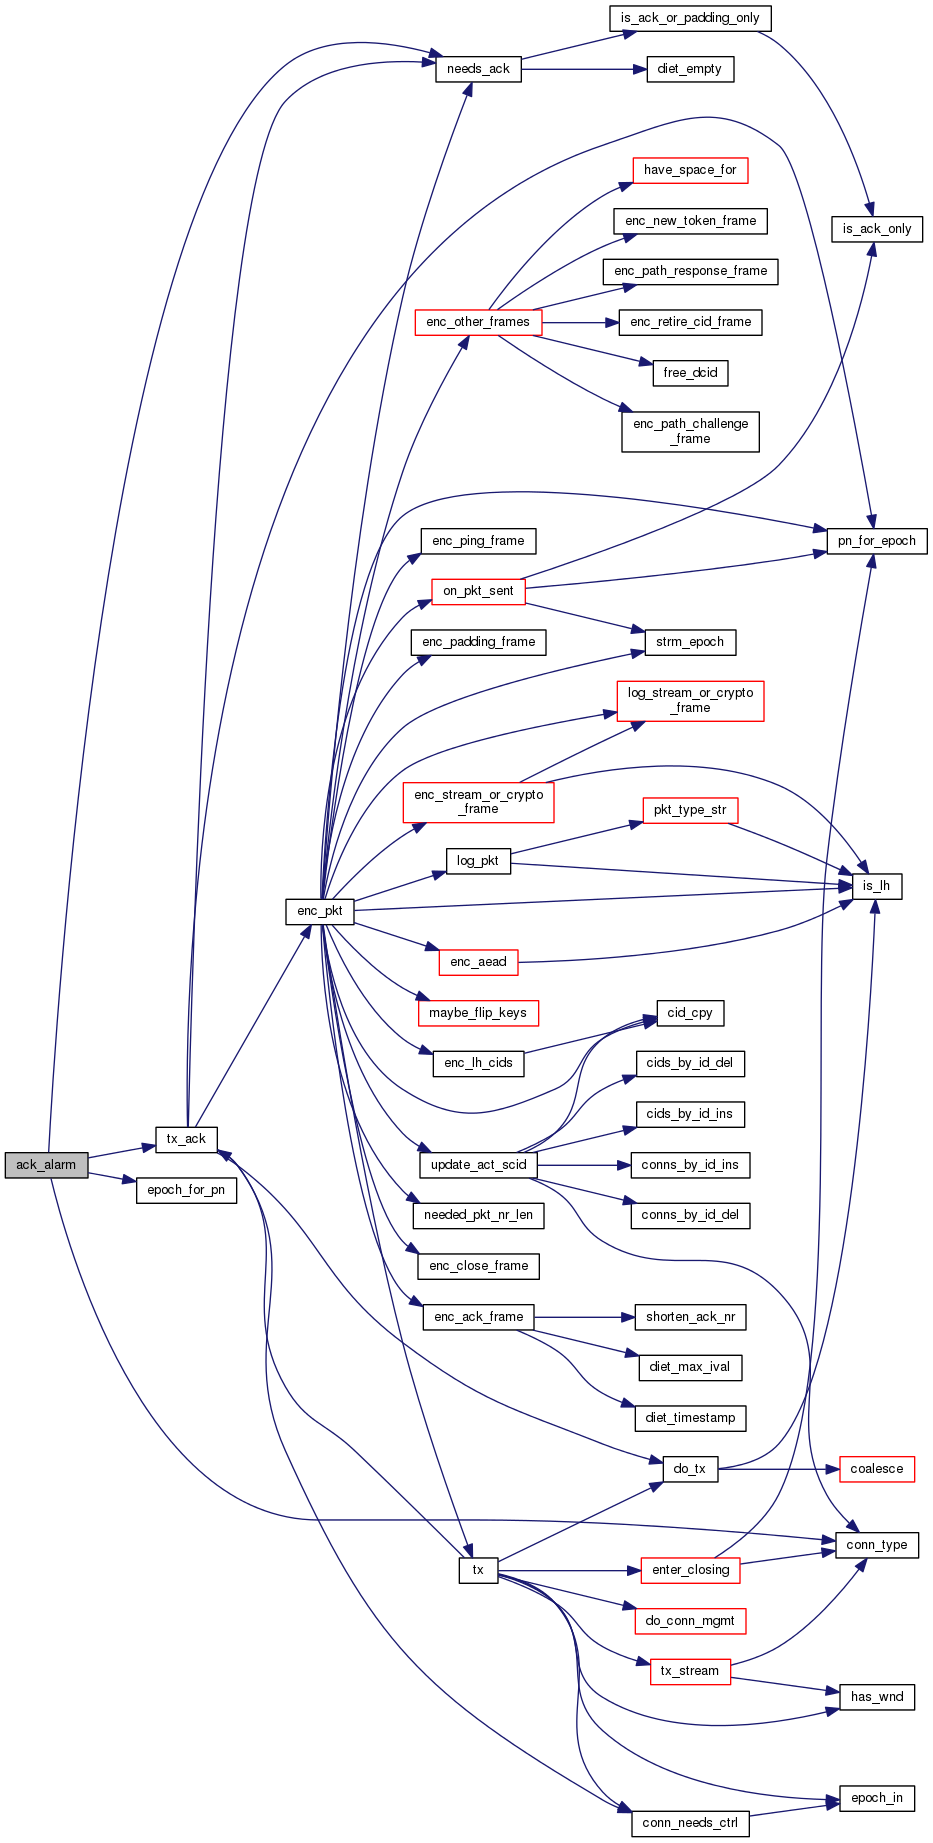 is_ack_or_padding_only
needs_ack
diet_empty
have_space_for
is_ack_only
enc_new_token_frame
enc_path_response_frame
enc_other_frames
enc_retire_cid_frame
free_dcid
enc_path_challenge
_frame
enc_ping_frame
pn_for_epoch
on_pkt_sent
enc_padding_frame
strm_epoch
log_stream_or_crypto
_frame
enc_stream_or_crypto
_frame
pkt_type_str
log_pkt
is_lh
enc_pkt
enc_aead
maybe_flip_keys
cid_cpy
enc_lh_cids
cids_by_id_del
cids_by_id_ins
tx_ack
ack_alarm
update_act_scid
conns_by_id_ins
epoch_for_pn
needed_pkt_nr_len
conns_by_id_del
enc_close_frame
enc_ack_frame
shorten_ack_nr
diet_max_ival
diet_timestamp
do_tx
coalesce
conn_type
tx
enter_closing
do_conn_mgmt
tx_stream
has_wnd
epoch_in
conn_needs_ctrl